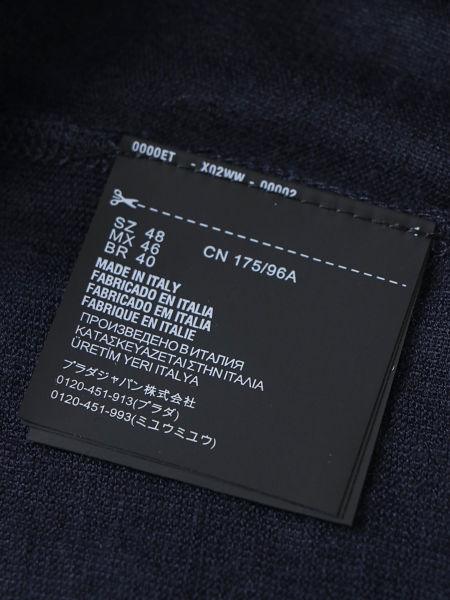 0000ET - X02WW - 00002
SZ 48
MX 46
BR 40
CN 175/96A
MADE IN ITALY
FABRICADO EN ITALIA
FABRICADO EM ITALIA
FABRIQUE EN ITALIE
ПРОИЗВЕДЕНО В ИТАЛИЯ
ΚΑΤΑΣΚΕΥΑΖΕΤΑΙ ΣΤΗΝ ΙΤΑΛΙΑ
ÜRETİM YERI ITALYA
プラダジャパン株式会社
0120-451-913(プラダ)
0120-451-993(ミュウミュウ)